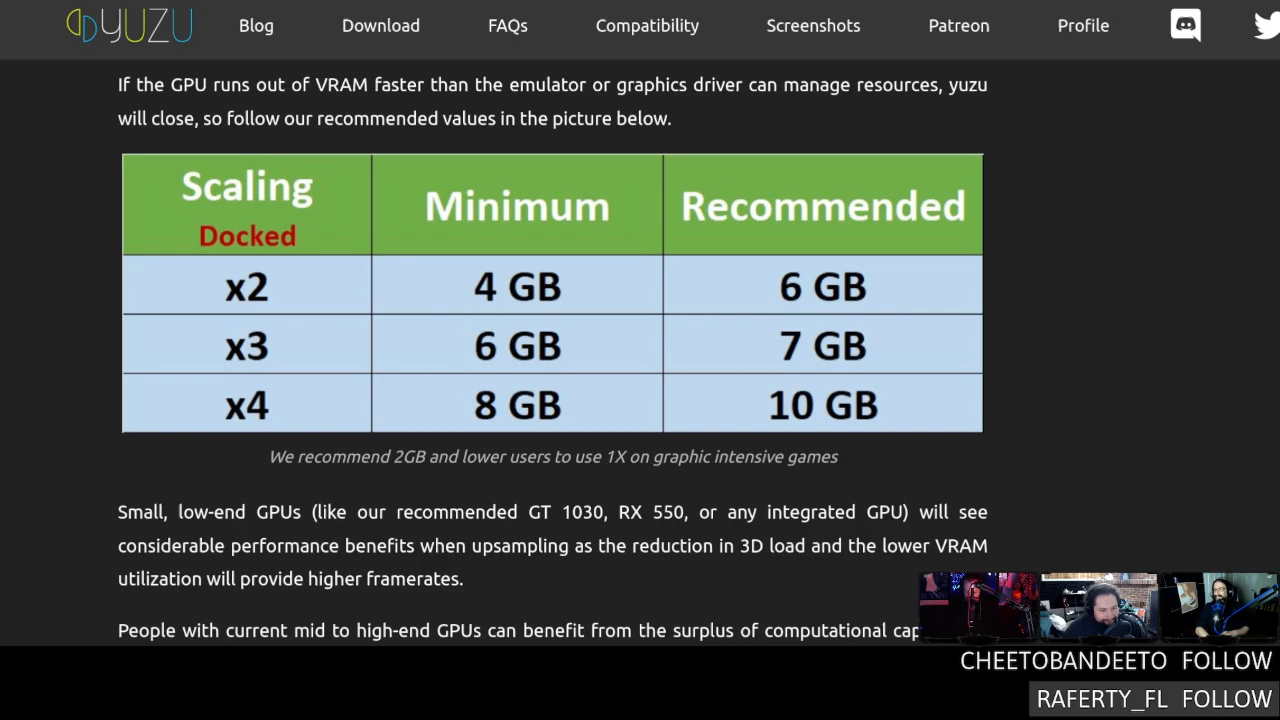 YUZU Blog Download FAQs Compatibility Screenshots Patreon Profile
If the GPU runs out of VRAM faster than the emulator or graphics driver can manage resources, yuzu
will close, so follow our recommended values in the picture below.
Scaling Docked Minimum Recommended
x2 4 GB 6 GB
x3 6 GB 7 GB
x4 8 GB 10 GB
We recommend 2GB and lower users to use 1X on graphic intensive games
Small, low-end GPUs (like our recommended GT 1030, RX 550, or any integrated GPU) will see
considerable performance benefits when upsampling as the reduction in 3D load and the lower VRAM
utilization will provide higher framerates.
People with current mid to high-end GPUs can benefit from the surplus of computational cap
CHEETOBANDEETO FOLLOW
RAFERTY_FL FOLLOW